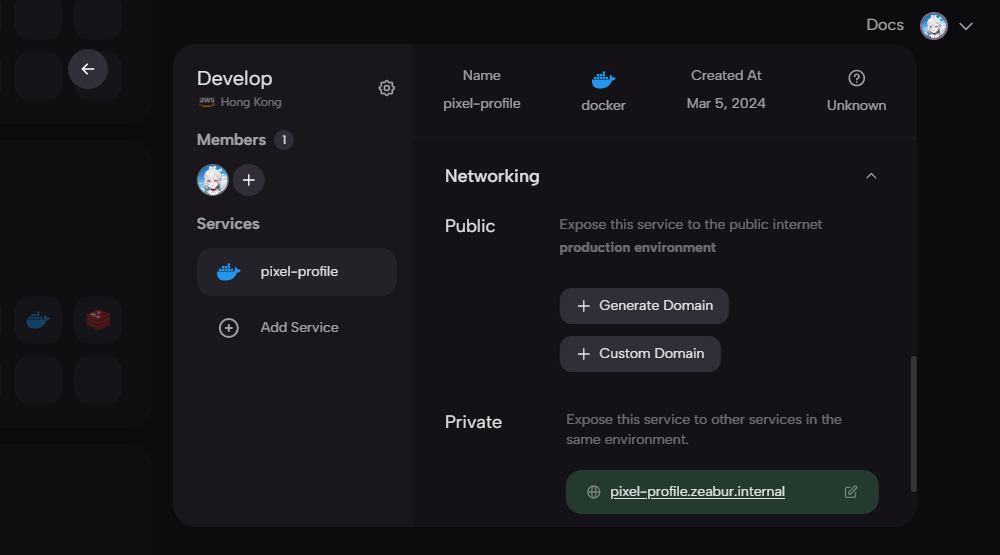 Docs
Develop
aws Hong Kong
Members 1
Services
pixel-profile
Add Service
Name
pixel-profile
docker
Created At
Mar 5, 2024
Unknown
Networking
Public
Expose this service to the public internet
production environment
Generate Domain
Custom Domain
Private
Expose this service to other services in the
same environment.
pixel-profile.zeabur.internal